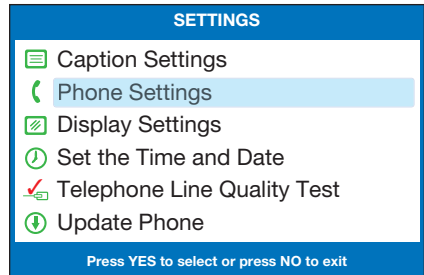 SETTINGS
Caption Settings
Phone Settings
Display Settings
Set the Time and Date
Telephone Line Quality Test
Update Phone
Press YES to select or press NO to exit